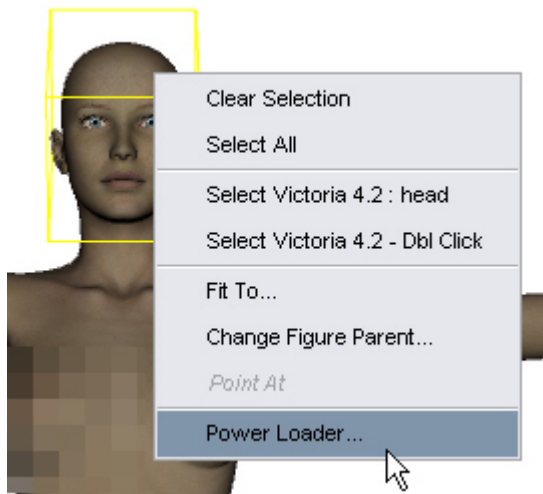 Clear Selection
Select All
Select Victoria 4.2 : head
Select Victoria 4.2 - Dbl Click
Fit To...
Change Figure Parent...
Point At
Power Loader...